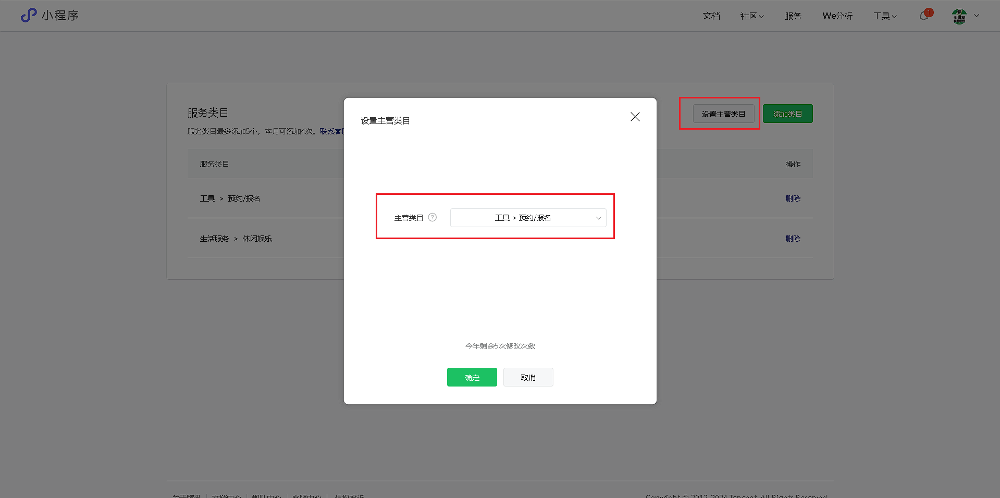 小程序
文档 社区 服务 We分析 工具 1
服务类目
服务类目最多添加5个，本月可添加4次。联系客
设置主营类目 添加类目
服务类目 操作
工具 > 预约/报名 删除
生活服务 > 休闲娱乐 删除
设置主营类目
主营类目 ? 工具 > 预约/报名
今年剩余5次修改次数
确定 取消
关于腾讯 文档中心 规则中心 客服中心 侵权投诉 Copyright © 2012-2024 Tencent. All Rights Reserved.